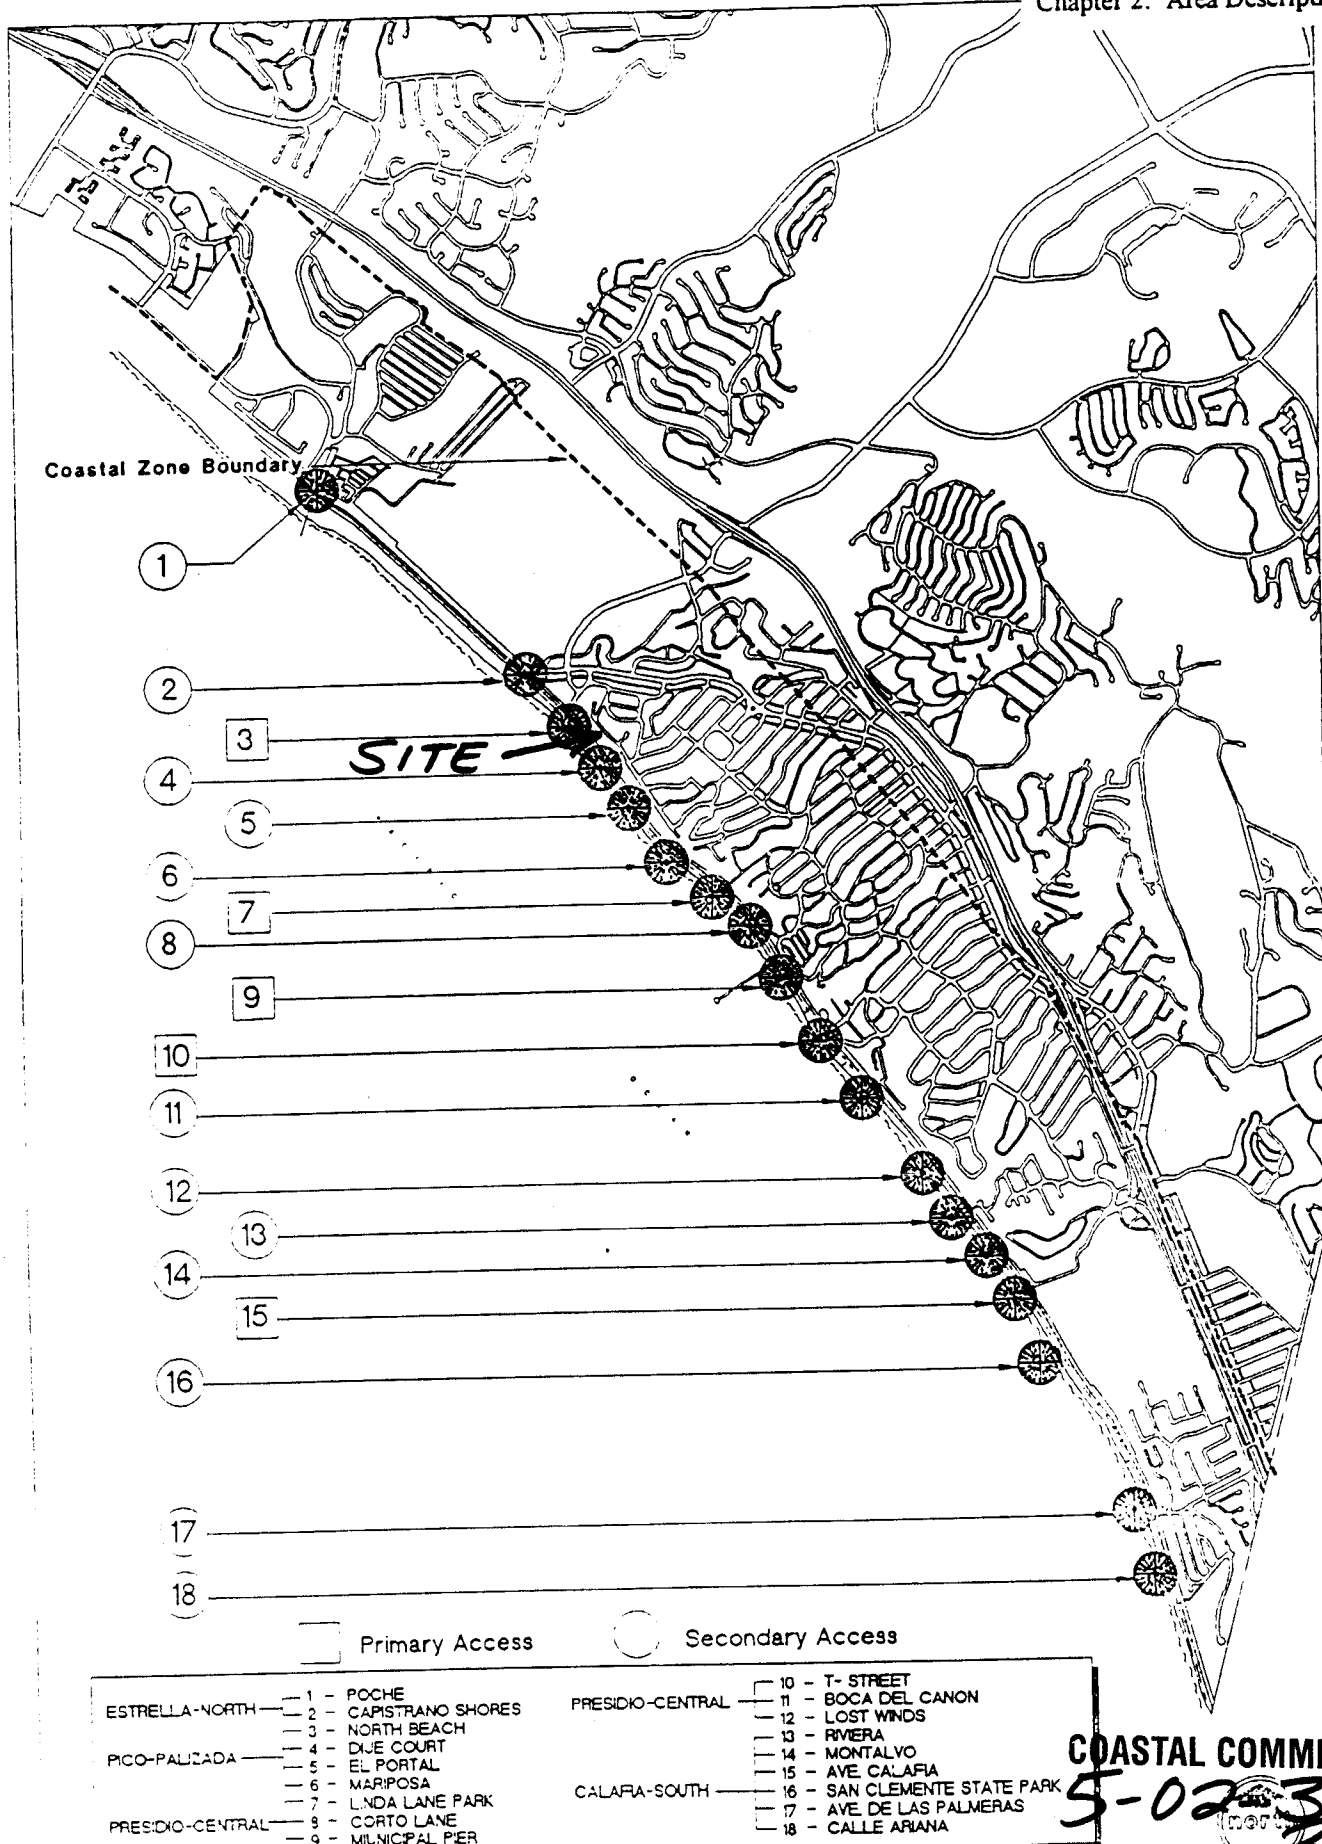 Chapter 2: Area
Coastal Zone Boundary
1
2
3
SITE
4
5
6
7
8
9
10
11
12
13
14
15
16
17
18
Primary Access
Secondary Access
ESTRELLA-NORTH
1 - POCHE
2 - CAPISTRANO SHORES
3 - NORTH BEACH
PICO-PALIZADA
4 - DIJE COURT
5 - EL PORTAL
6 - MARIPOSA
7 - LINDA LANE PARK
PRESIDIO-CENTRAL
8 - CORTO LANE
9 - MUNICIPAL PIER
PRESIDIO-CENTRAL
10 - T- STREET
11 - BOCA DEL CANON
12 - LOST WINDS
13 - RIVIERA
14 - MONTALVO
15 - AVE. CALAFIA
CALAFIA-SOUTH
16 - SAN CLEMENTE STATE PARK
17 - AVE. DE LAS PALMERAS
18 - CALLE ARIANA
COASTAL
5-02-3